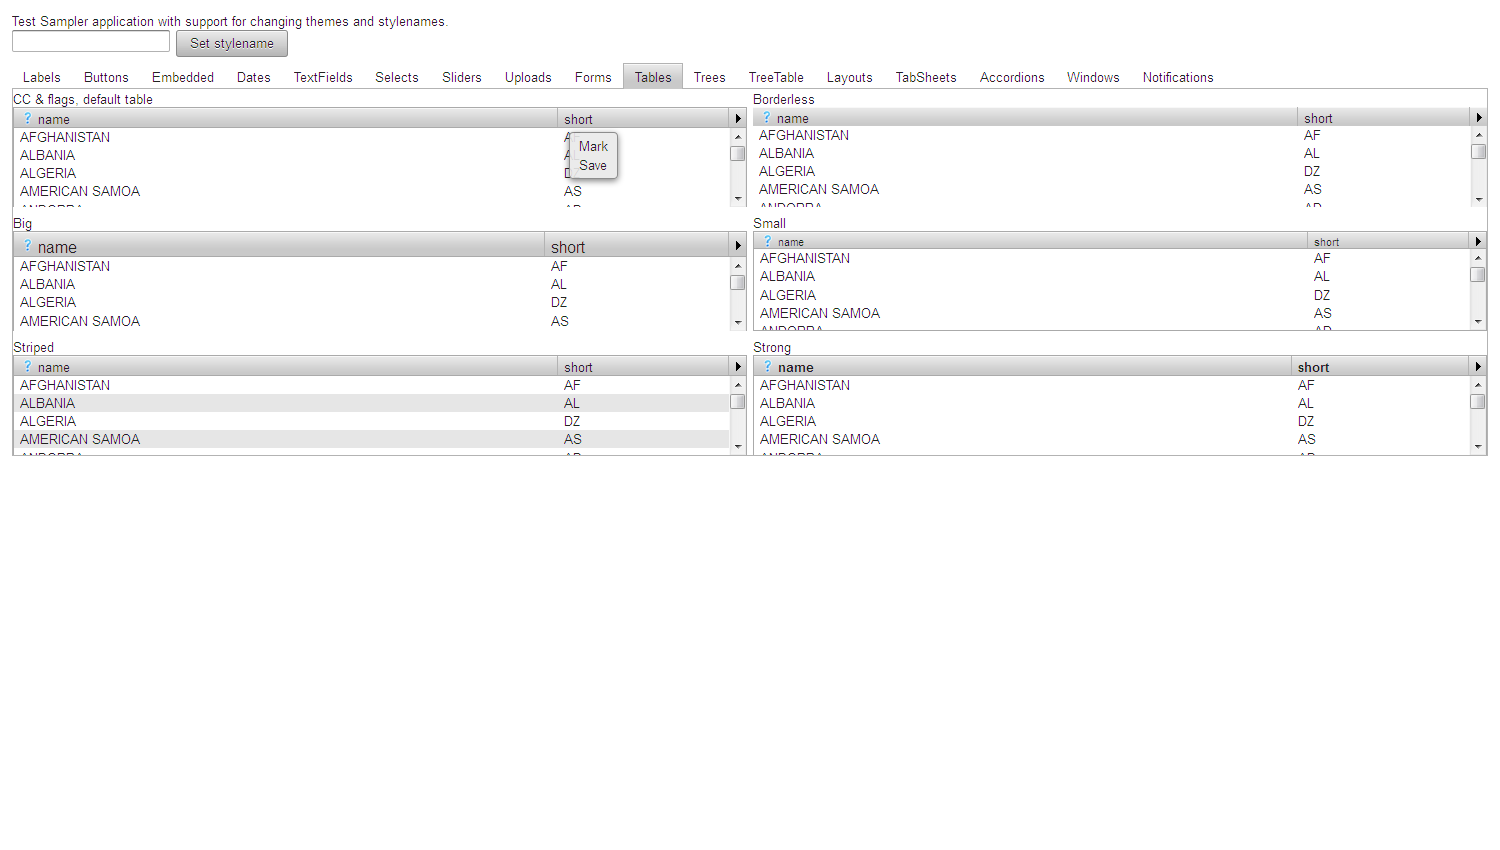 Test Sampler application with support for changing themes and stylenames.
Set stylename
Labels Buttons Embedded Dates TextFields Selects Sliders Uploads Forms Tables Trees TreeTable Layouts TabSheets Accordions Windows Notifications
CC & flags, default table
? name short
AFGHANISTAN
ALBANIA
ALGERIA DZ
AMERICAN SAMOA AS
Mark
Save
Borderless
? name short
AFGHANISTAN AF
ALBANIA AL
ALGERIA DZ
AMERICAN SAMOA AS
Big
? name short
AFGHANISTAN AF
ALBANIA AL
ALGERIA DZ
AMERICAN SAMOA AS
Small
? name short
AFGHANISTAN AF
ALBANIA AL
ALGERIA DZ
AMERICAN SAMOA AS
Striped
? name short
AFGHANISTAN AF
ALBANIA AL
ALGERIA DZ
AMERICAN SAMOA AS
Strong
? name short
AFGHANISTAN AF
ALBANIA AL
ALGERIA DZ
AMERICAN SAMOA AS